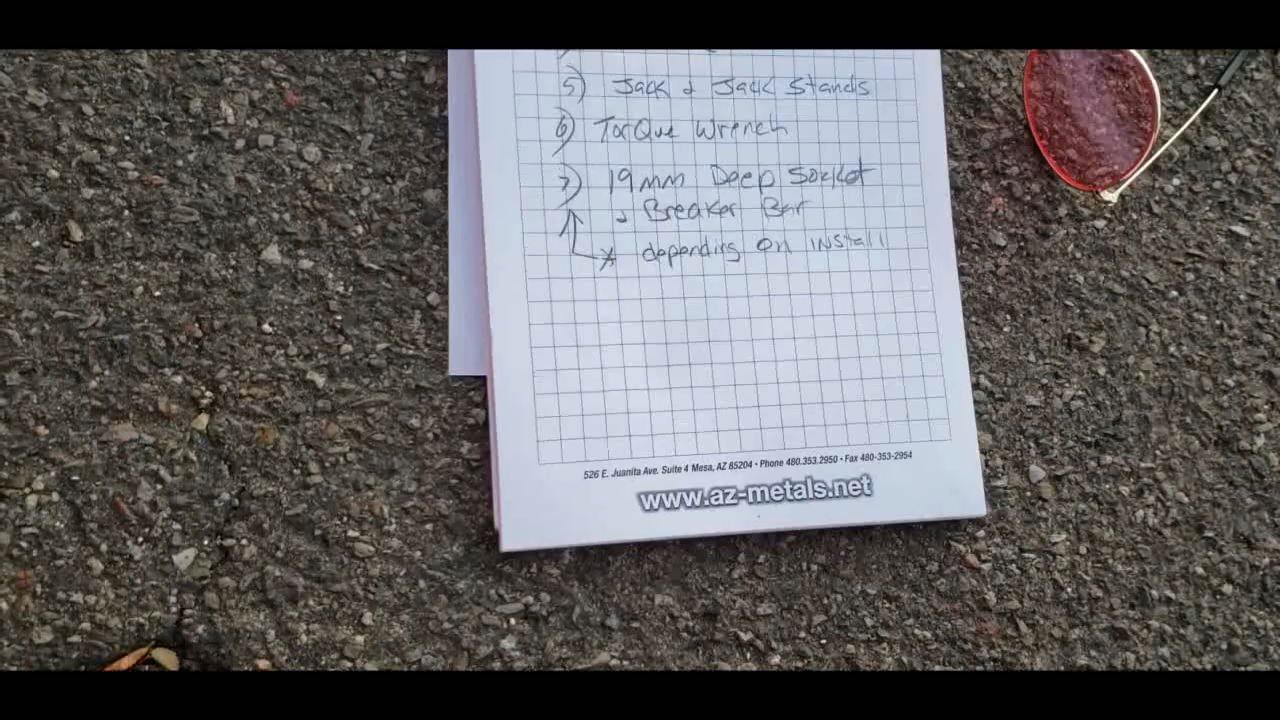 5) Jack & Jack Stands
6) TorQue Wrench
7) 19mm Deep Socket
& Breaker Bar
* depending on install
526 E. Juanita Ave. Suite 4 Mesa, AZ 85204 • Phone 480.353.2950 • Fax 480-353-2954
www.az-metals.net